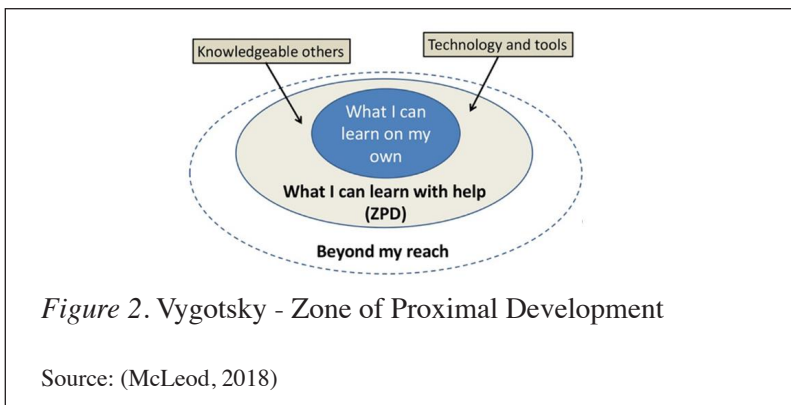 Knowledgeable others
Technology and tools
What I can
learn on my
own
What I can learn with help
(ZPD)
Beyond my reach
Figure 2. Vygotsky - Zone of Proximal Development
Source: (McLeod, 2018)